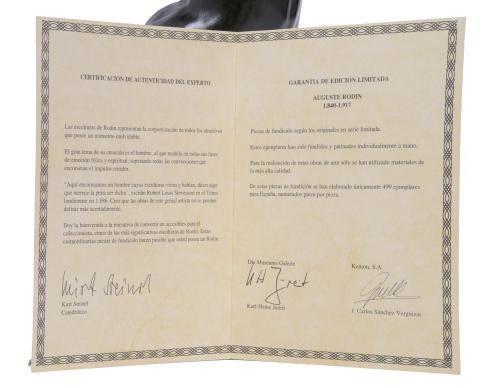 CERTIFICACION DE AUTENTICIDAD DEL EXPERTO
Las esculturas de Rodin representan la corporización de todos los atractivos
que posee un momento inolvidable.
El gran tema de su creación es el hombre, al que modela en todas sus fases
de emoción física y espiritual, superando todas las convenciones que
encorsetan el impulso creador.
"Aquí encontramos un hombre cuyas esculturas viven y hablan, dicen algo
que merece la pena ser dicho", escribía Robert Louis Stevenson en el Times
londinense en 1.886. Creo que las obras de este genial artista no se pueden
definir más acertadamente.
Doy la bienvenida a la iniciativa de convertir en accesibles para el
coleccionista, cinco de las más significativas esculturas de Rodin. Estas
extraordinarias piezas de fundición hacen posible que usted posea un Rodin.
Kurt Steinel
Kurt Steinel
Catedrático
GARANTIA DE EDICION LIMITADA
AUGUSTE RODIN
1.840-1.917
Piezas de fundición según los originales en serie limitada.
Estos ejemplares han sido fundidos y patinados individualmente a mano.
Para la realización de estas obras de arte sólo se han utilizado materiales de
la más alta calidad.
De estas piezas de fundición se han elaborado únicamente 499 ejemplares
para España, numerados pieza por pieza.
Die Museums Galerie
Karl-Heinz
Kenton, S.A.
J. Carlos Sánchez Verguizas